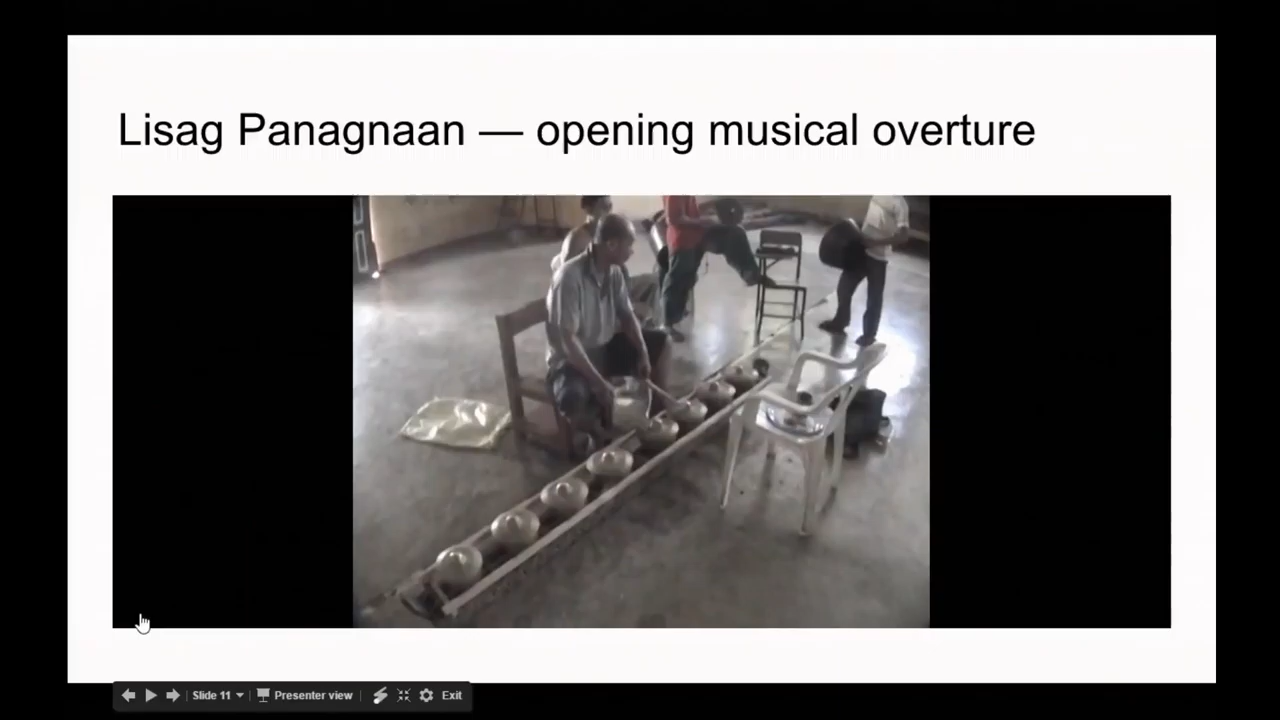 Lisag Panagnaan — opening musical overture
Slide 11
Presenter view
Exit